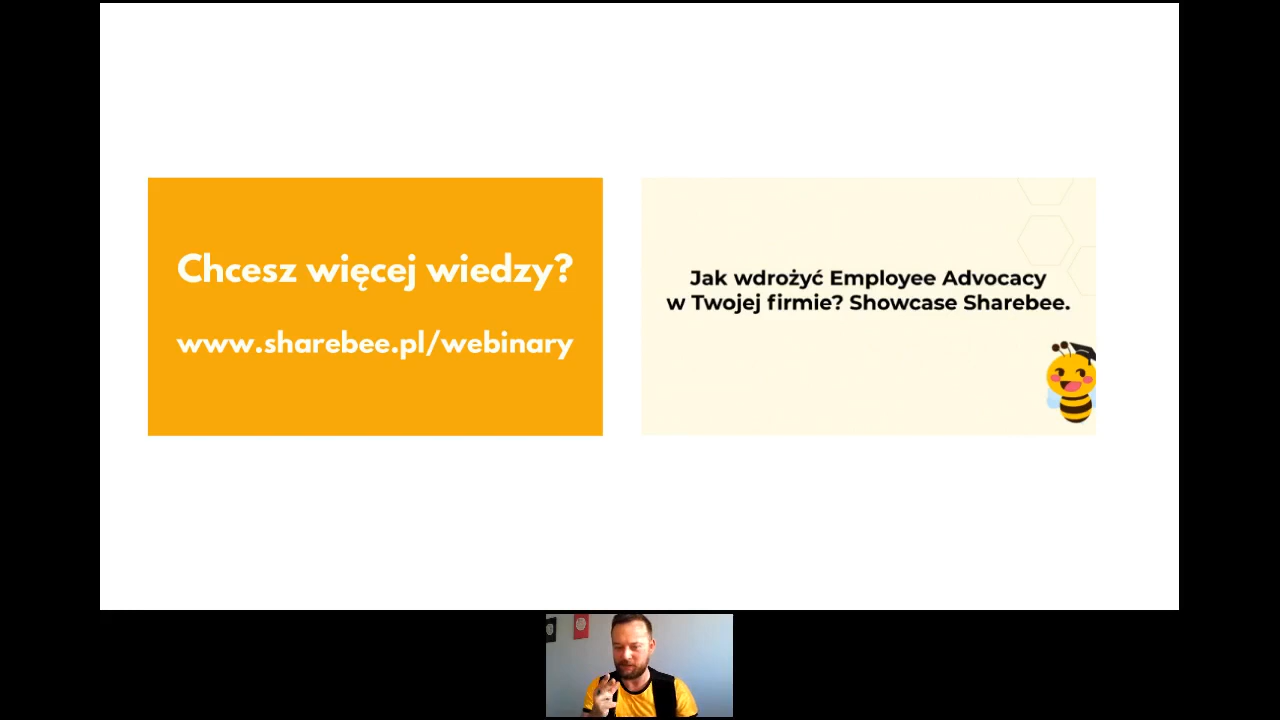 Chcesz więcej wiedzy?
www.sharebee.pl/webinary
Jak wdrożyć Employee Advocacy
w Twojej firmie? Showcase Sharebee.